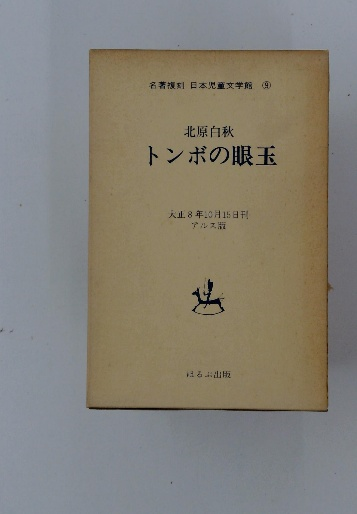 名著複刻 日本児童文学館 ⑨
北原白秋
トンボの眼玉
大正8年10月15日刊
アルス版
ほるぷ出版